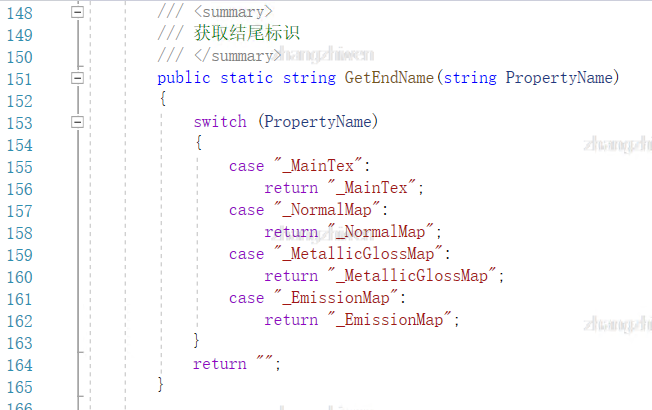 148 /// <summary>
149 /// 获取结尾标识
150 /// </summary>
151 public static string GetEndName(string PropertyName)
152 {
153 switch (PropertyName)
154 {
155 case "_MainTex":
156 return "_MainTex";
157 case "_NormalMap":
158 return "_NormalMap";
159 case "_MetallicGlossMap":
160 return "_MetallicGlossMap";
161 case "_EmissionMap":
162 return "_EmissionMap";
163 }
164 return "";
165 }
166